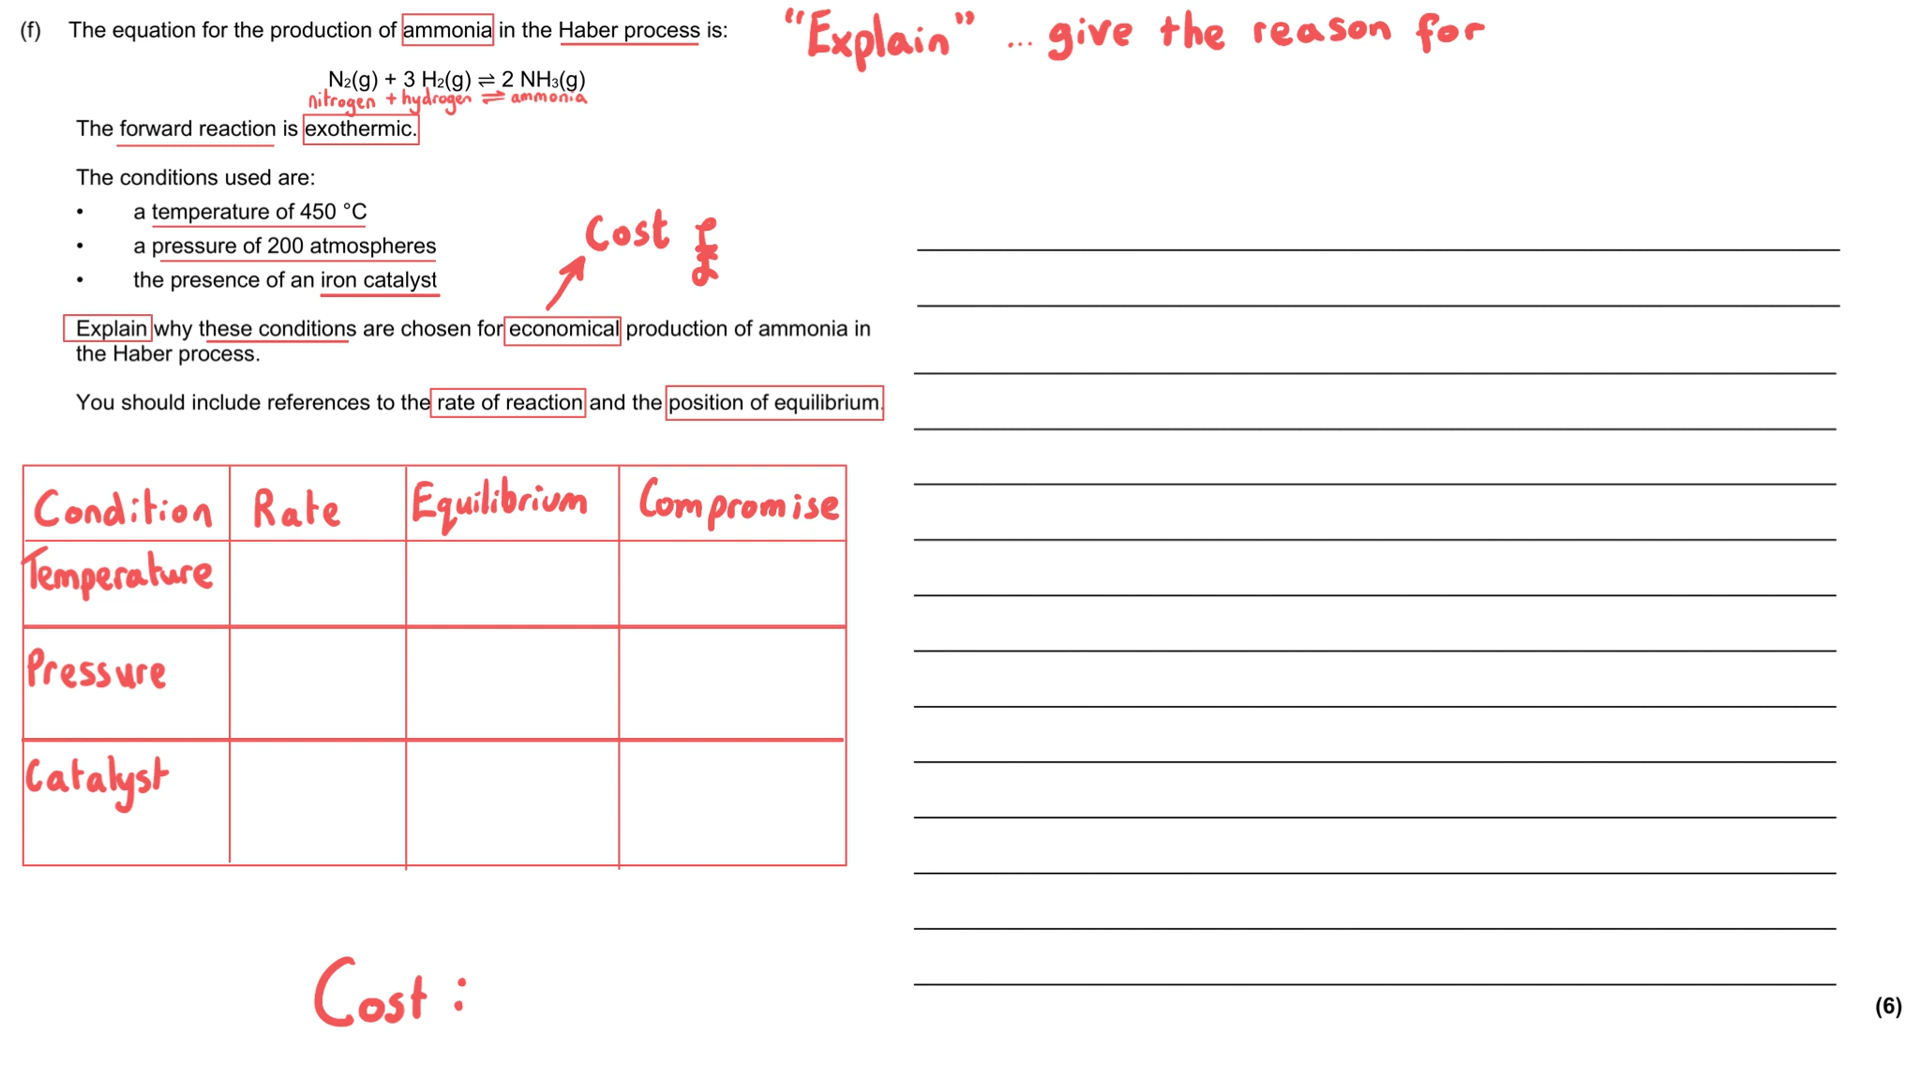 (f) The equation for the production of ammonia in the Haber process is:
"Explain" ... give the reason for
N2(g) + 3 H2(g) ⇌ 2 NH3(g)
nitrogen + hydrogen ⇌ ammonia
The forward reaction is exothermic.
The conditions used are:
• a temperature of 450 °C
• a pressure of 200 atmospheres
• the presence of an iron catalyst
Cost £
Explain why these conditions are chosen for economical production of ammonia in
the Haber process.
You should include references to the rate of reaction and the position of equilibrium.
Condition Rate Equilibrium Compromise
Temperature
Pressure
Catalyst
Cost :
(6)